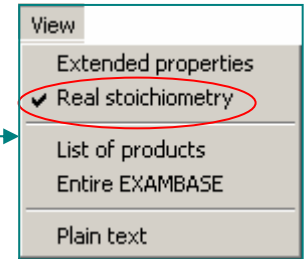 View
Extended properties
Real stoichiometry
List of products
Entire EXAMBASE
Plain text